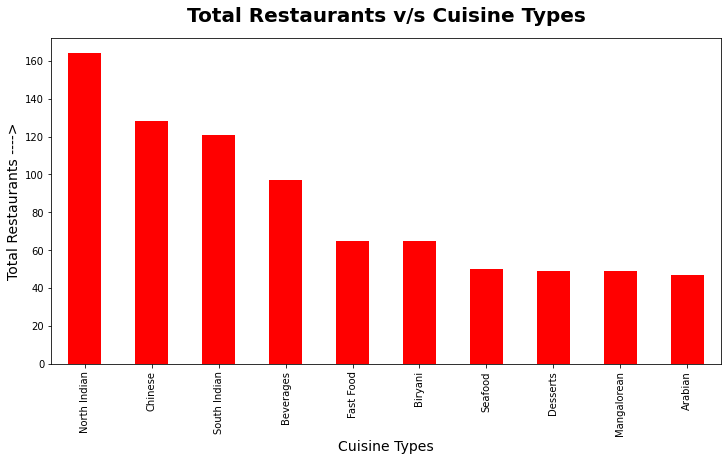 Total Restaurants v/s Cuisine Types
Total Restaurants ---->
160
140
120
100
80
60
40
20
0
North Indian
Chinese
South Indian
Beverages
Fast Food
Biryani
Seafood
Desserts
Mangalorean
Arabian
Cuisine Types